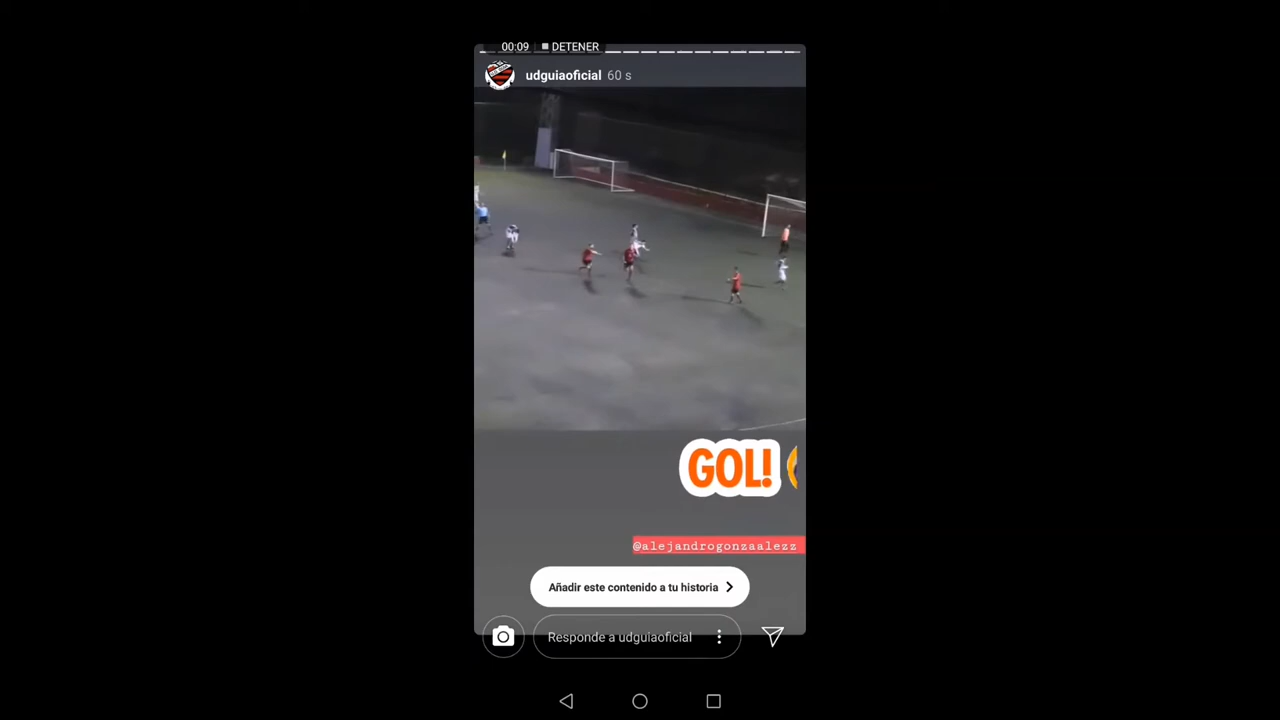 00:09 DETENER
udguiaoficial 60 s
GOL!
@alejandrogonzaalezz
Añadir este contenido a tu historia
Responde a udguiaoficial